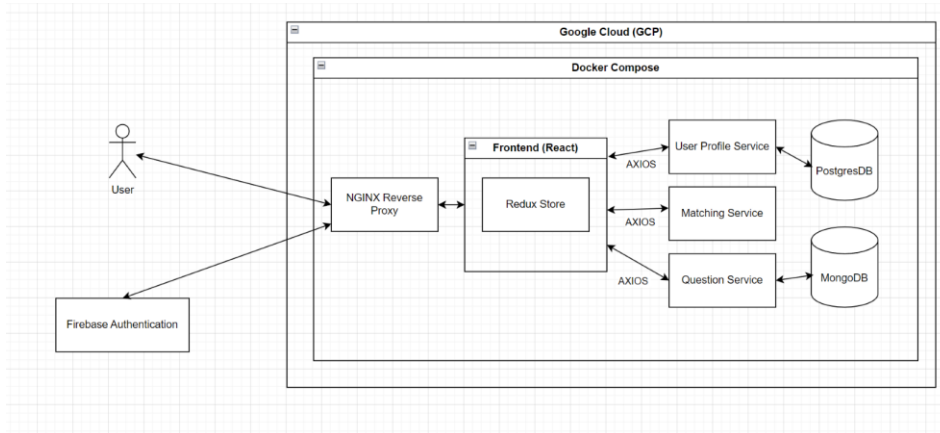 Google Cloud (GCP)
Docker Compose
User
NGINX Reverse
Proxy
Frontend (React)
Redux Store
AXIOS
User Profile Service
PostgresDB
AXIOS
Matching Service
AXIOS
Question Service
MongoDB
Firebase Authentication